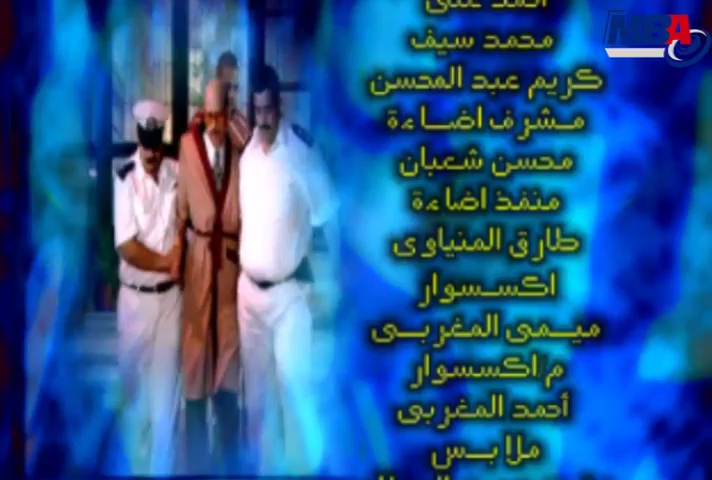 MBA
محمد سيف
كريم عبد المحسن
مشرف اضاءة
محسن شعبان
منفذ اضاءة
طارق المنياوى
اكسسوار
ميمى المغربى
م/اكسسوار
أحمد المغربى
ملابس